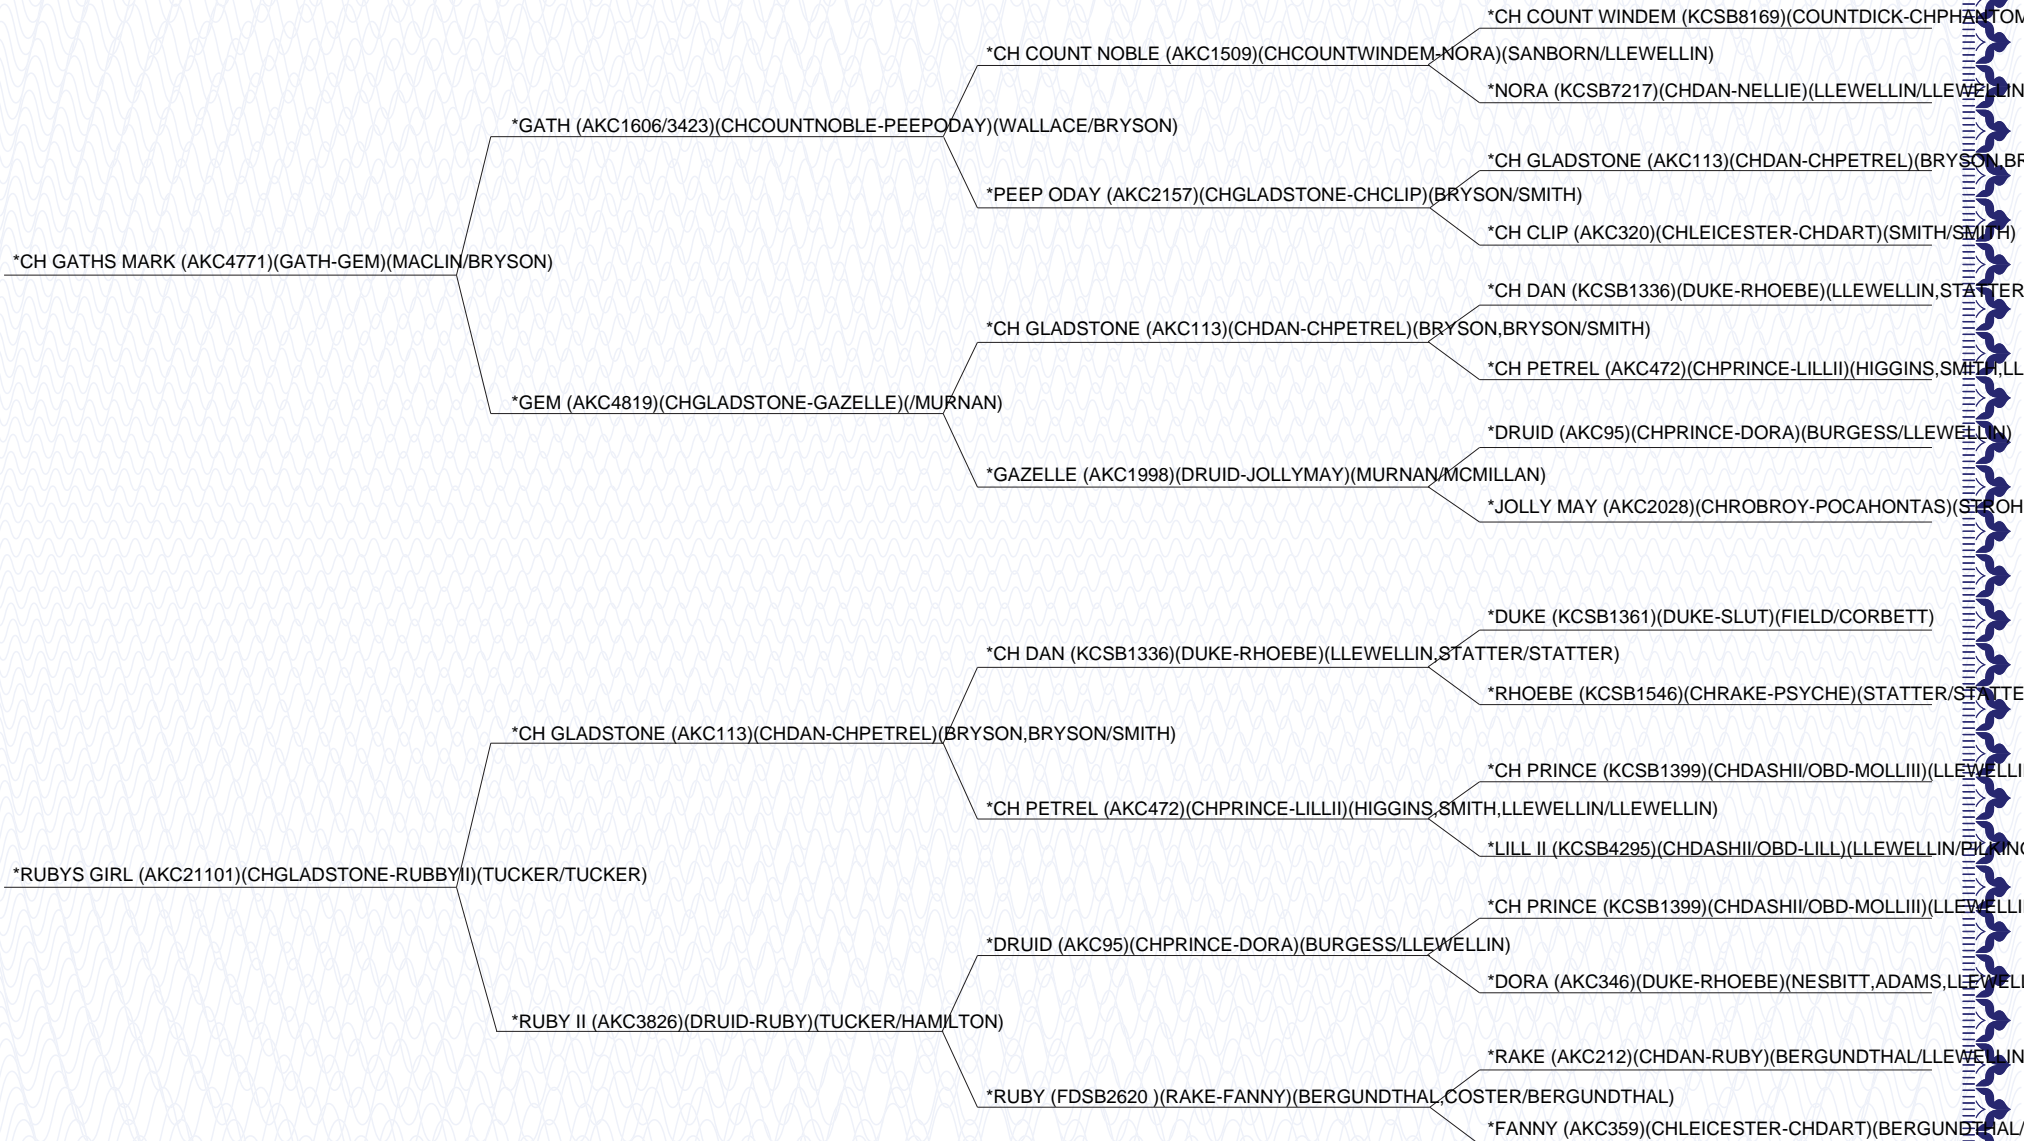 *CH COUNT WINDEM (KCSB8169)(COUNTDICK-CHPHANTOM
*CH COUNT NOBLE (AKC1509)(CHCOUNTWINDEM-NORA)(SANBORN/LLEWELLIN)
*NORA (KCSB7217)(CHDAN-NELLIE)(LLEWELLIN/LLEWELLIN
*GATH (AKC1606/3423)(CHCOUNTNOBLE-PEEPODAY)(WALLACE/BRYSON)
*CH GLADSTONE (AKC113)(CHDAN-CHPETREL)(BRYSON,BR
*PEEP ODAY (AKC2157)(CHGLADSTONE-CHCLIP)(BRYSON/SMITH)
*CH CLIP (AKC320)(CHLEICESTER-CHDART)(SMITH/SMITH)
*CH GATHS MARK (AKC4771)(GATH-GEM)(MACLIN/BRYSON)
*CH DAN (KCSB1336)(DUKE-RHOEBE)(LLEWELLIN,STATTER
*CH GLADSTONE (AKC113)(CHDAN-CHPETREL)(BRYSON,BRYSON/SMITH)
*CH PETREL (AKC472)(CHPRINCE-LILLII)(HIGGINS,SMITH,LL
*GEM (AKC4819)(CHGLADSTONE-GAZELLE)(/MURNAN)
*DRUID (AKC95)(CHPRINCE-DORA)(BURGESS/LLEWELLIN)
*GAZELLE (AKC1998)(DRUID-JOLLYMAY)(MURNAN/MCMILLAN)
*JOLLY MAY (AKC2028)(CHROBROY-POCAHONTAS)(STROH
*DUKE (KCSB1361)(DUKE-SLUT)(FIELD/CORBETT)
*CH DAN (KCSB1336)(DUKE-RHOEBE)(LLEWELLIN,STATTER/STATTER)
*RHOEBE (KCSB1546)(CHRAKE-PSYCHE)(STATTER/STATTE
*CH GLADSTONE (AKC113)(CHDAN-CHPETREL)(BRYSON,BRYSON/SMITH)
*CH PRINCE (KCSB1399)(CHDASHII/OBD-MOLLIII)(LLEWELLI
*CH PETREL (AKC472)(CHPRINCE-LILLII)(HIGGINS,SMITH,LLEWELLIN/LLEWELLIN)
*LILL II (KCSB4295)(CHDASHII/OBD-LILL)(LLEWELLIN/PILKING
*RUBYS GIRL (AKC21101)(CHGLADSTONE-RUBBYII)(TUCKER/TUCKER)
*CH PRINCE (KCSB1399)(CHDASHII/OBD-MOLLIII)(LLEWELLI
*DRUID (AKC95)(CHPRINCE-DORA)(BURGESS/LLEWELLIN)
*DORA (AKC346)(DUKE-RHOEBE)(NESBITT,ADAMS,LLEWELL
*RUBY II (AKC3826)(DRUID-RUBY)(TUCKER/HAMILTON)
*RAKE (AKC212)(CHDAN-RUBY)(BERGUNDTHAL/LLEWELLIN
*RUBY (FDSB2620 )(RAKE-FANNY)(BERGUNDTHAL,COSTER/BERGUNDTHAL)
*FANNY (AKC359)(CHLEICESTER-CHDART)(BERGUNDTHAL/